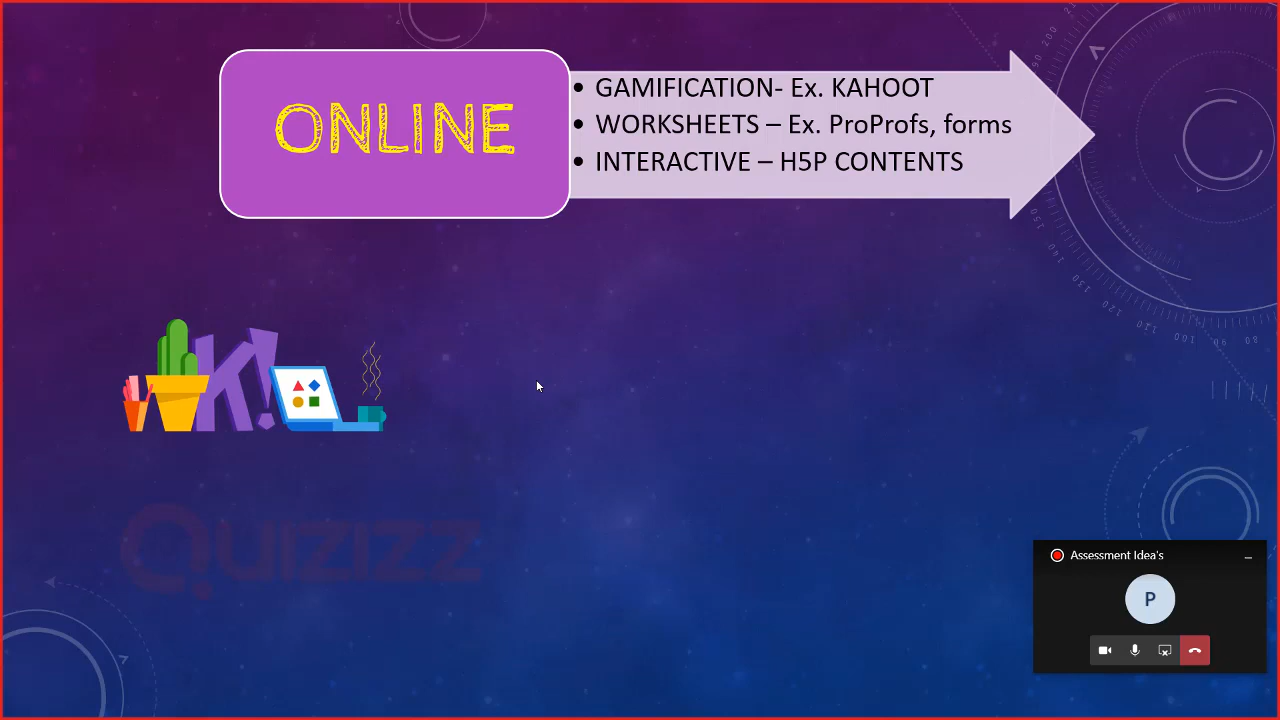 ONLINE
• GAMIFICATION- Ex. KAHOOT
• WORKSHEETS – Ex. ProProfs, forms
• INTERACTIVE – H5P CONTENTS
K!
Quizizz
Assessment Idea's
P